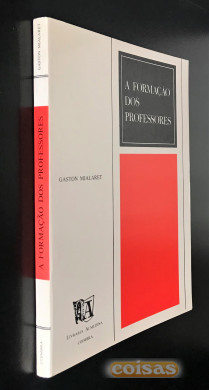 GASTON MIALARET
A FORMAÇÃO DOS PROFESSORES
A FORMAÇÃO
DOS
PROFESSORES
GASTON MIALARET
LIVRARIA ALMEDINA
COIMBRA
coisas